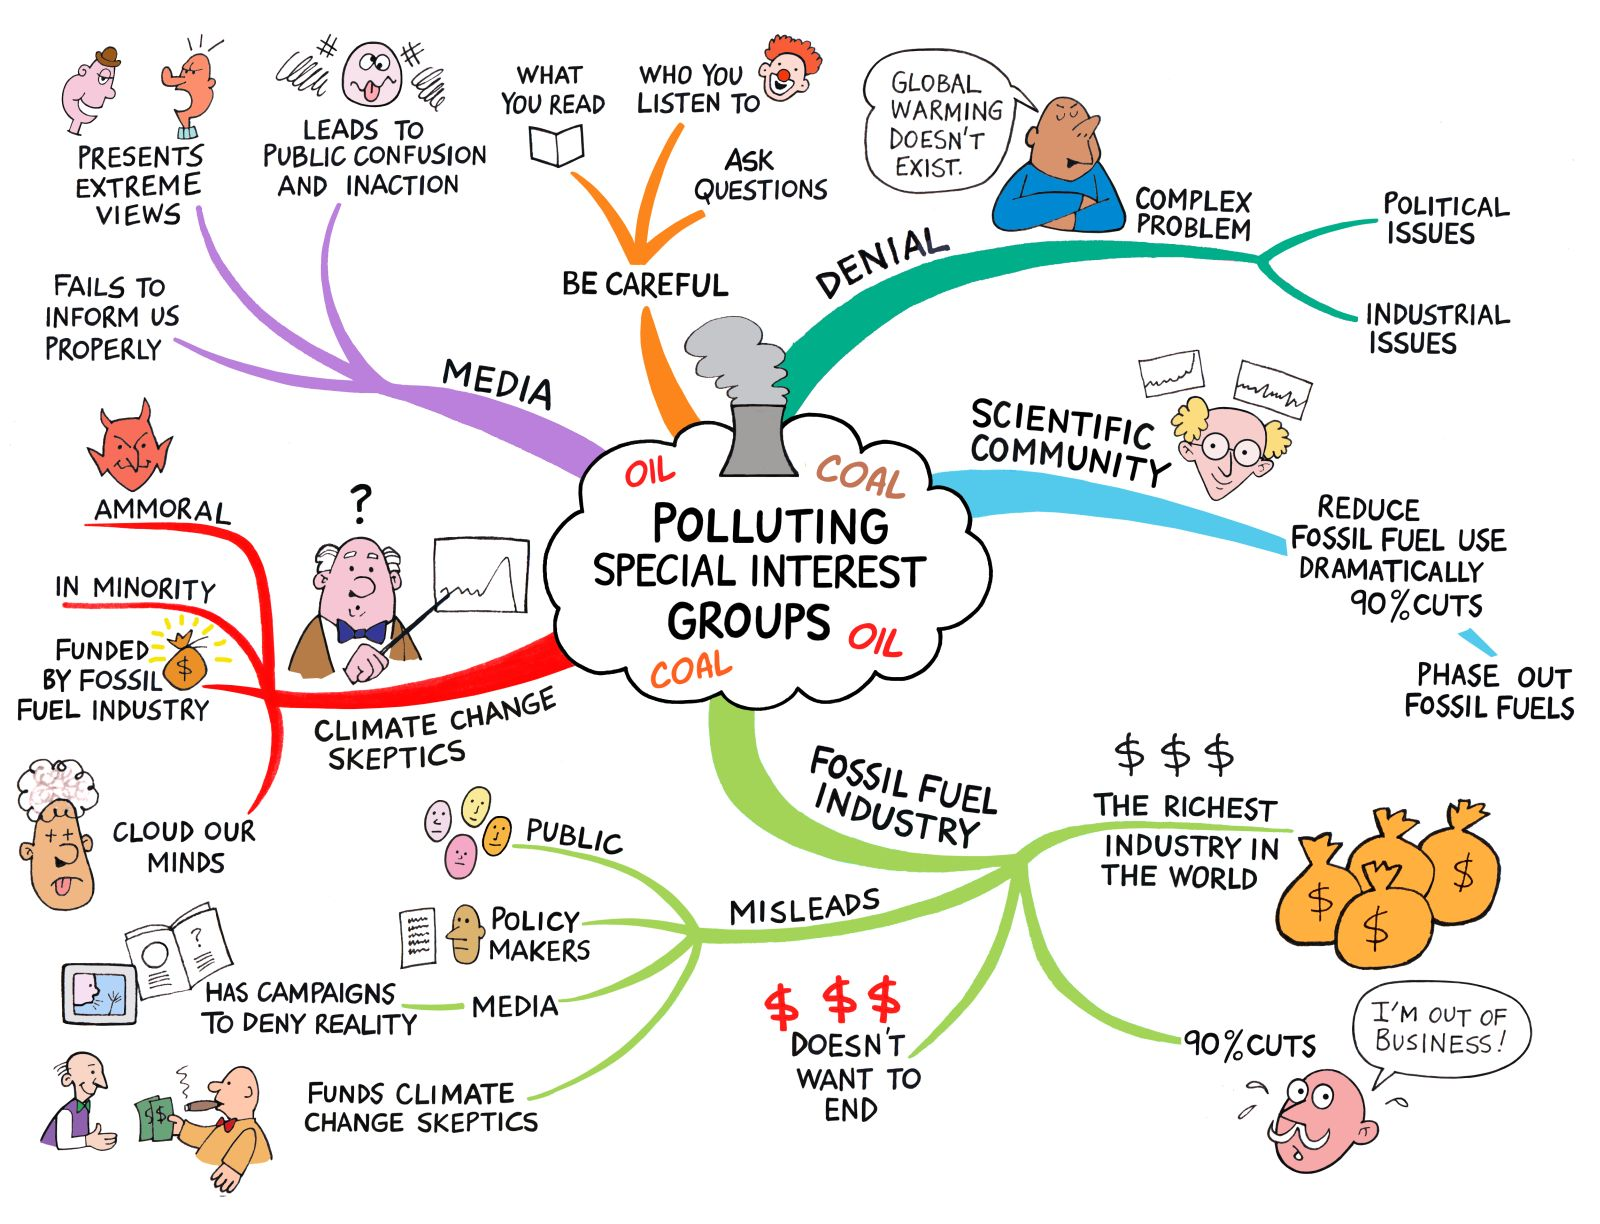 OIL
COAL
POLLUTING
SPECIAL INTEREST
GROUPS
OIL
COAL
BE CAREFUL
WHAT
YOU READ
WHO YOU
LISTEN TO
ASK
QUESTIONS
DENIAL
GLOBAL
WARMING
DOESN'T
EXIST.
COMPLEX
PROBLEM
POLITICAL
ISSUES
INDUSTRIAL
ISSUES
SCIENTIFIC
COMMUNITY
REDUCE
FOSSIL FUEL USE
DRAMATICALLY
90% CUTS
PHASE OUT
FOSSIL FUELS
FOSSIL FUEL
INDUSTRY
$ $ $
THE RICHEST
INDUSTRY IN
THE WORLD
$
$
$
90% CUTS
I'M OUT OF
BUSINESS!
$ $ $
DOESN'T
WANT TO
END
MISLEADS
PUBLIC
POLICY
MAKERS
MEDIA
HAS CAMPAIGNS
TO DENY REALITY
?
FUNDS CLIMATE
CHANGE SKEPTICS
$$
CLIMATE CHANGE
SKEPTICS
?
AMMORAL
IN MINORITY
FUNDED
BY FOSSIL
FUEL INDUSTRY
$
CLOUD OUR
MINDS
MEDIA
FAILS TO
INFORM US
PROPERLY
PRESENTS
EXTREME
VIEWS
# #
LEADS TO
PUBLIC CONFUSION
AND INACTION